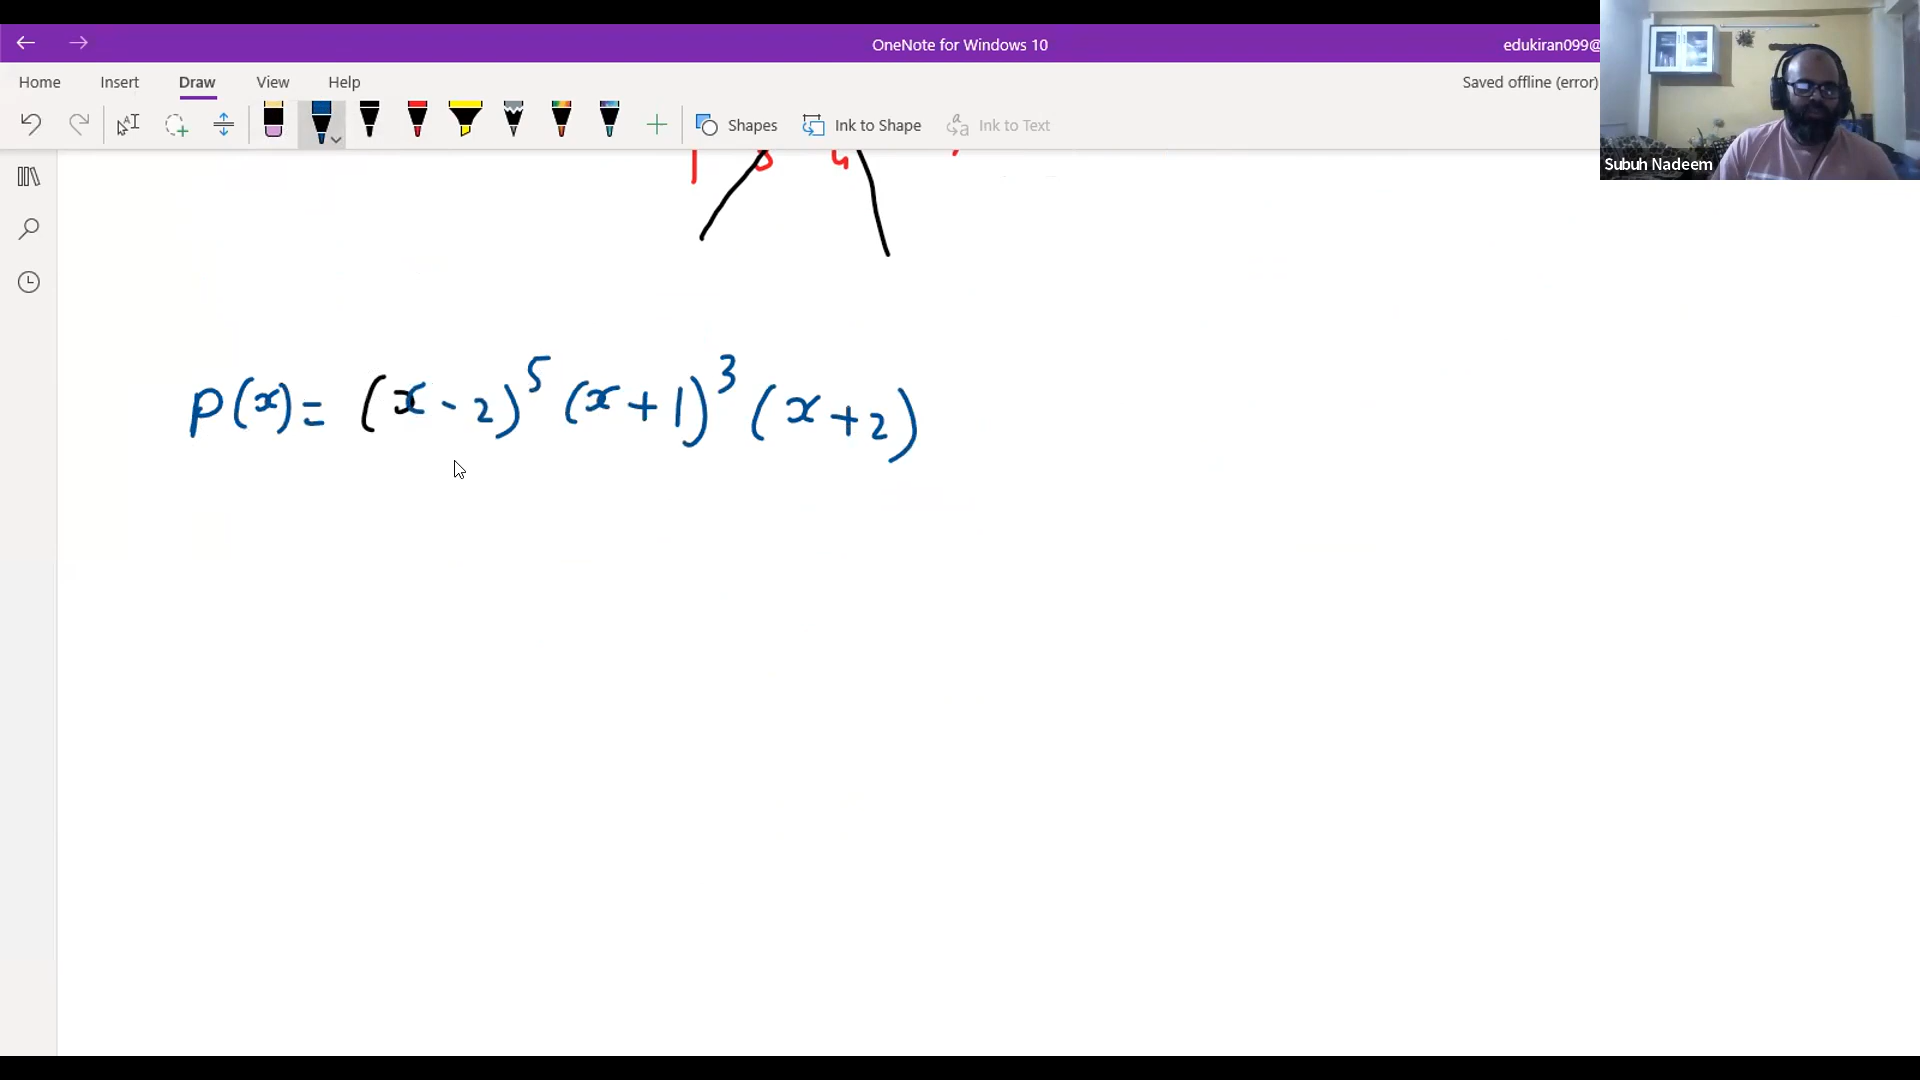 OneNote for Windows 10
edukiran099@
Home Insert Draw View Help
Saved offline (error)
Shapes Ink to Shape Ink to Text
Subuh Nadeem
4
P(x) = (x - 2)^5 (x + 1)^3 (x + 2)